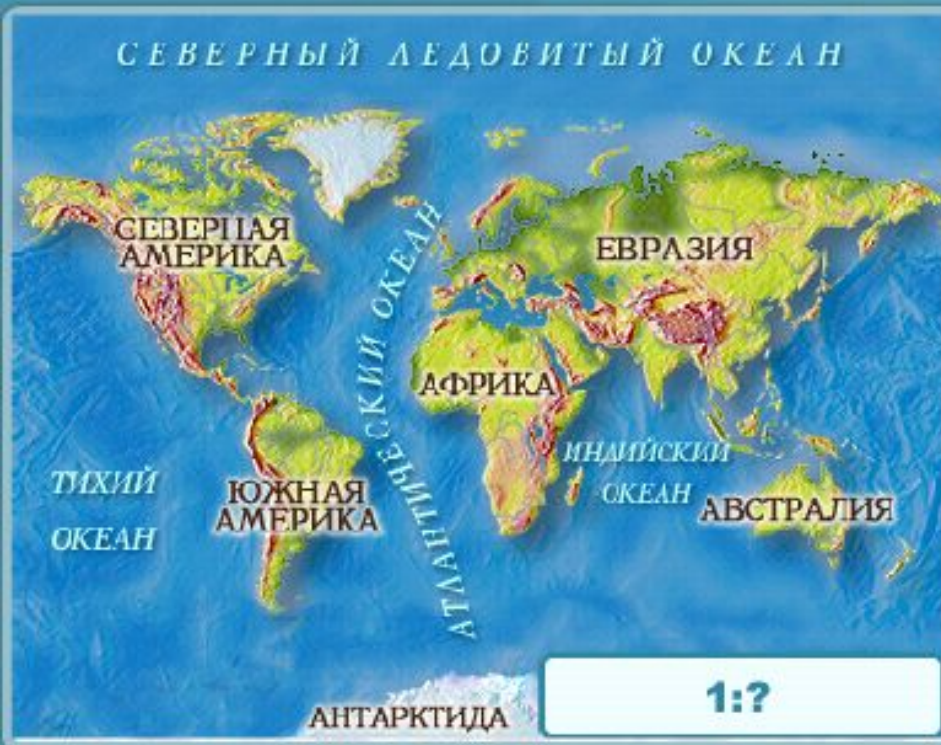 СЕВЕРНЫЙ ЛЕДОВИТЫЙ ОКЕАН
СЕВЕРНАЯ
АМЕРИКА
ЕВРАЗИЯ
АТЛАНТИЧЕСКИЙ ОКЕАН
АФРИКА
ИНДИЙСКИЙ
ОКЕАН
ТИХИЙ
ОКЕАН
ЮЖНАЯ
АМЕРИКА
АВСТРАЛИЯ
АНТАРКТИДА
1:?